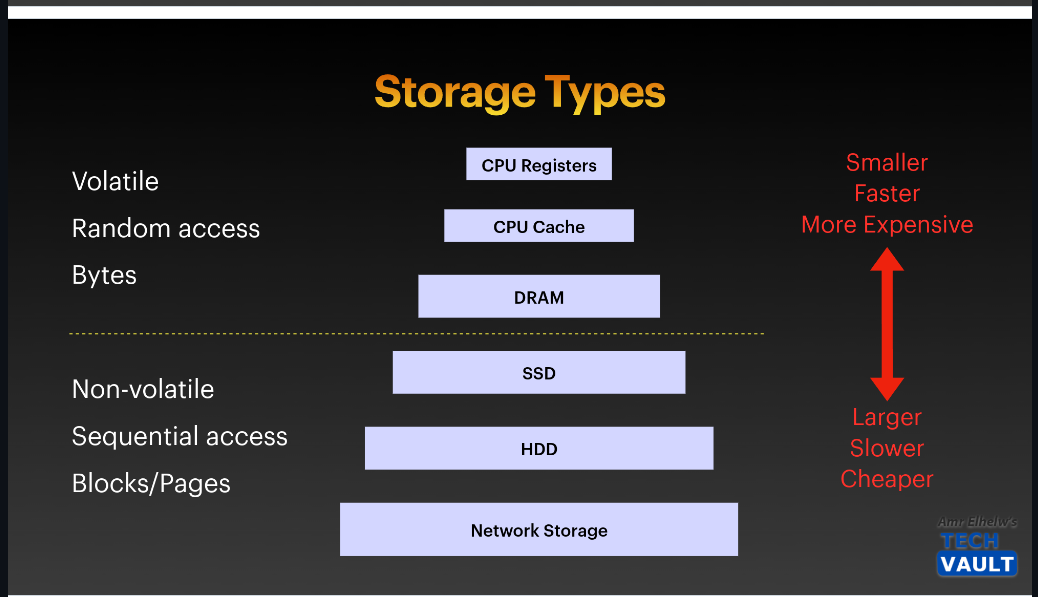 Storage Types
Volatile
Random access
Bytes
CPU Registers
CPU Cache
DRAM
Smaller
Faster
More Expensive
Non-volatile
Sequential access
Blocks/Pages
SSD
HDD
Network Storage
Larger
Slower
Cheaper
Amr Elhelw's
TECH
VAULT